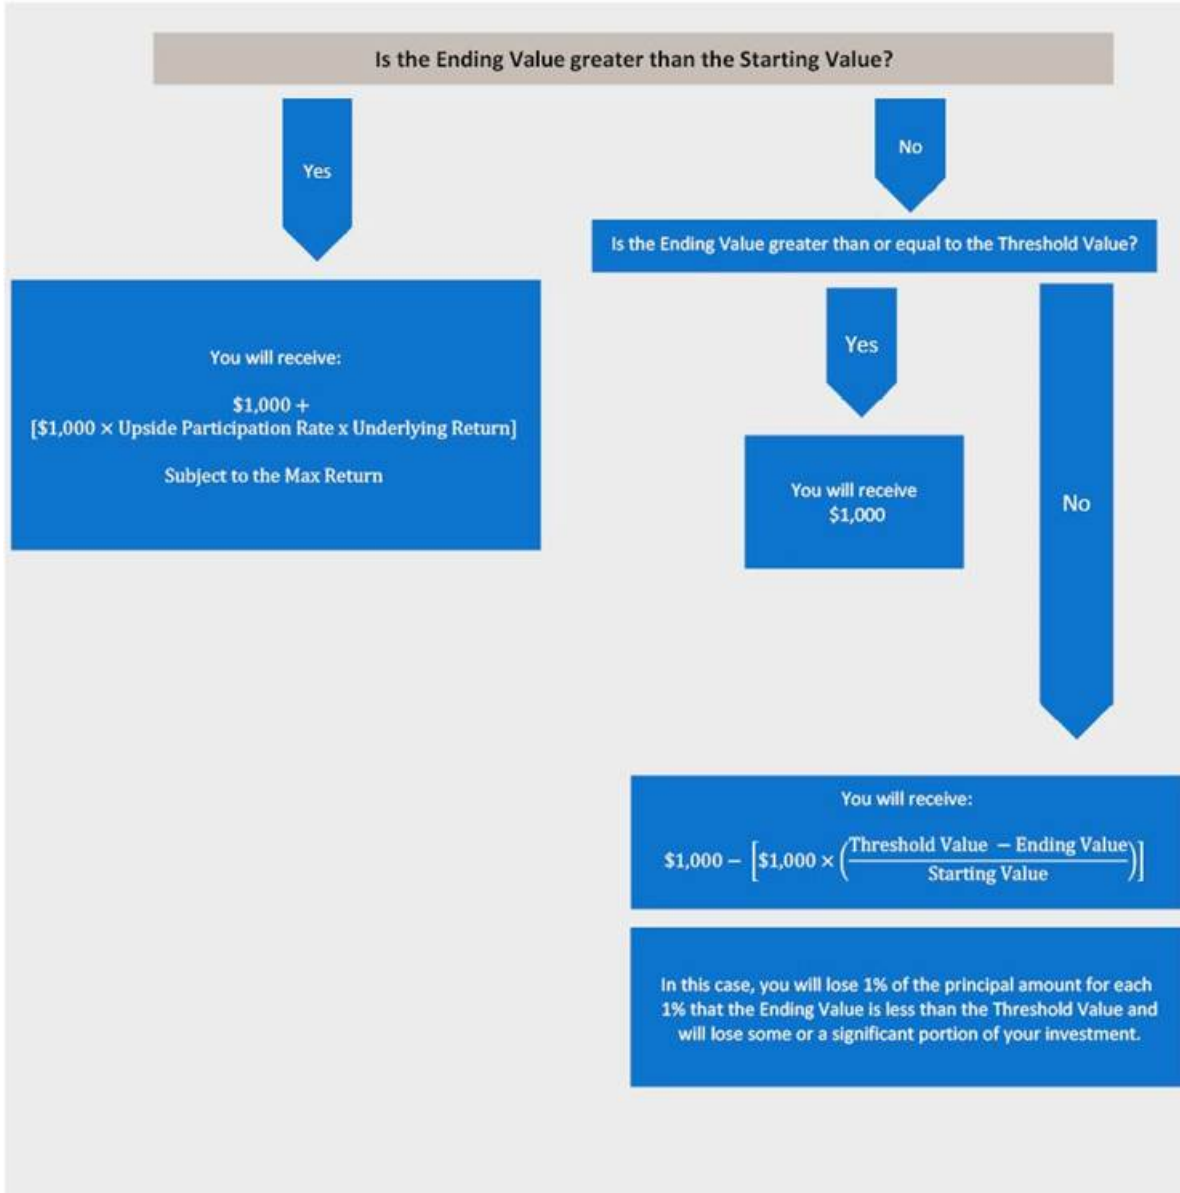 Is the Ending Value greater than the Starting Value?
Yes
No
Is the Ending Value greater than or equal to the Threshold Value?
You will receive:
$1,000 +
[$1,000 × Upside Participation Rate x Underlying Return]
Subject to the Max Return
Yes
No
You will receive
$1,000
You will receive:
$1,000 − [$1,000 × (Threshold Value − Ending Value / Starting Value)]
In this case, you will lose 1% of the principal amount for each
1% that the Ending Value is less than the Threshold Value and
will lose some or a significant portion of your investment.